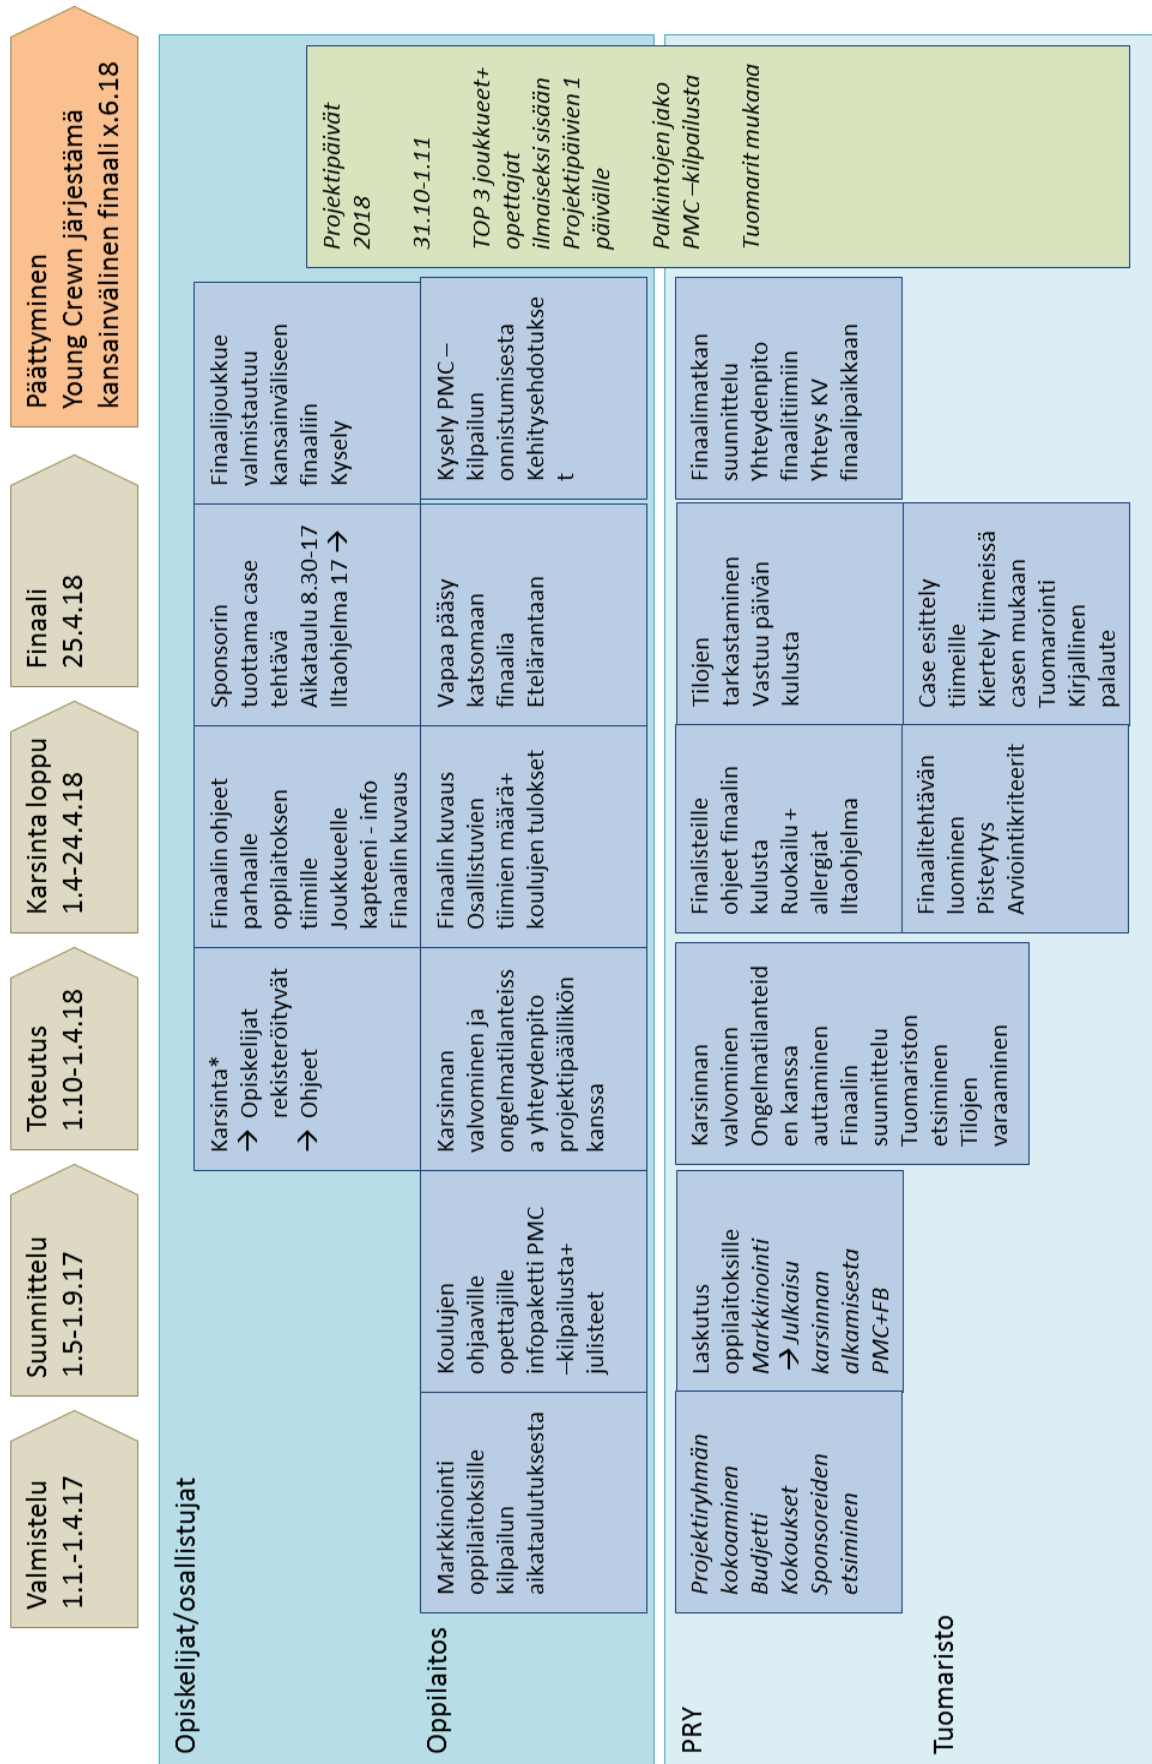 Valmistelu
1.1.-1.4.17
Suunnittelu
1.5-1.9.17
Toteutus
1.10-1.4.18
Karsinta loppu
1.4-24.4.18
Finaali
25.4.18
Päättyminen
Young Crewn järjestämä
kansainvälinen finaali x.6.18
Opiskelijat/osallistujat
Karsinta*
→ Opiskelijat
rekisteröityvät
→ Ohjeet
Finaalin ohjeet
parhaalle
oppilaitoksen
tiimille
Joukkueelle
kapteeni - info
Finaalin kuvaus
Sponsorin
tuottama case
tehtävä
Aikataulu 8.30-17
Iltaohjelma 17 →
Finaalijoukkue
valmistautuu
kansainväliseen
finaaliin
Kysely
Oppilaitos
Markkinointi
oppilaitoksille
kilpailun
aikataulutuksesta
Koulujen
ohjaaville
opettajille
infopaketti PMC
–kilpailusta+
julisteet
Karsinnan
valvominen ja
ongelmatilanteiss
a yhteydenpito
projektipäällikön
kanssa
Finaalin kuvaus
Osallistuvien
tiimien määrä+
koulujen tulokset
Vapaa pääsy
katsomaan
finaalia
Etelärantaan
Kysely PMC –
kilpailun
onnistumisesta
Kehitysehdotukse
t
Projektipäivät
2018
31.10-1.11
TOP 3 joukkueet+
opettajat
ilmaiseksi sisään
Projektipäivien 1
päivälle
Palkintojen jako
PMC –kilpailusta
Tuomarit mukana
PRY
Projektiryhmän
kokoaminen
Budjetti
Kokoukset
Sponsoreiden
etsiminen
Laskutus
oppilaitoksille
Markkinointi
→ Julkaisu
karsinnan
alkamisesta
PMC+FB
Karsinnan
valvominen
Ongelmatilanteid
en kanssa
auttaminen
Finaalin
suunnittelu
Tuomariston
etsiminen
Tilojen
varaaminen
Finalisteille
ohjeet finaalin
kulusta
Ruokailu +
allergiat
Iltaohjelma
Tilojen
tarkastaminen
Vastuu päivän
kulusta
Finaalimatkan
suunnittelu
Yhteydenpito
finaalitiimiin
Yhteys KV
finaalipaikkaan
Tuomaristo
Finaalitehtävän
luominen
Pisteytys
Arviointikriteerit
Case esittely
tiimeille
Kiertely tiimeissä
casen mukaan
Tuomarointi
Kirjallinen
palaute